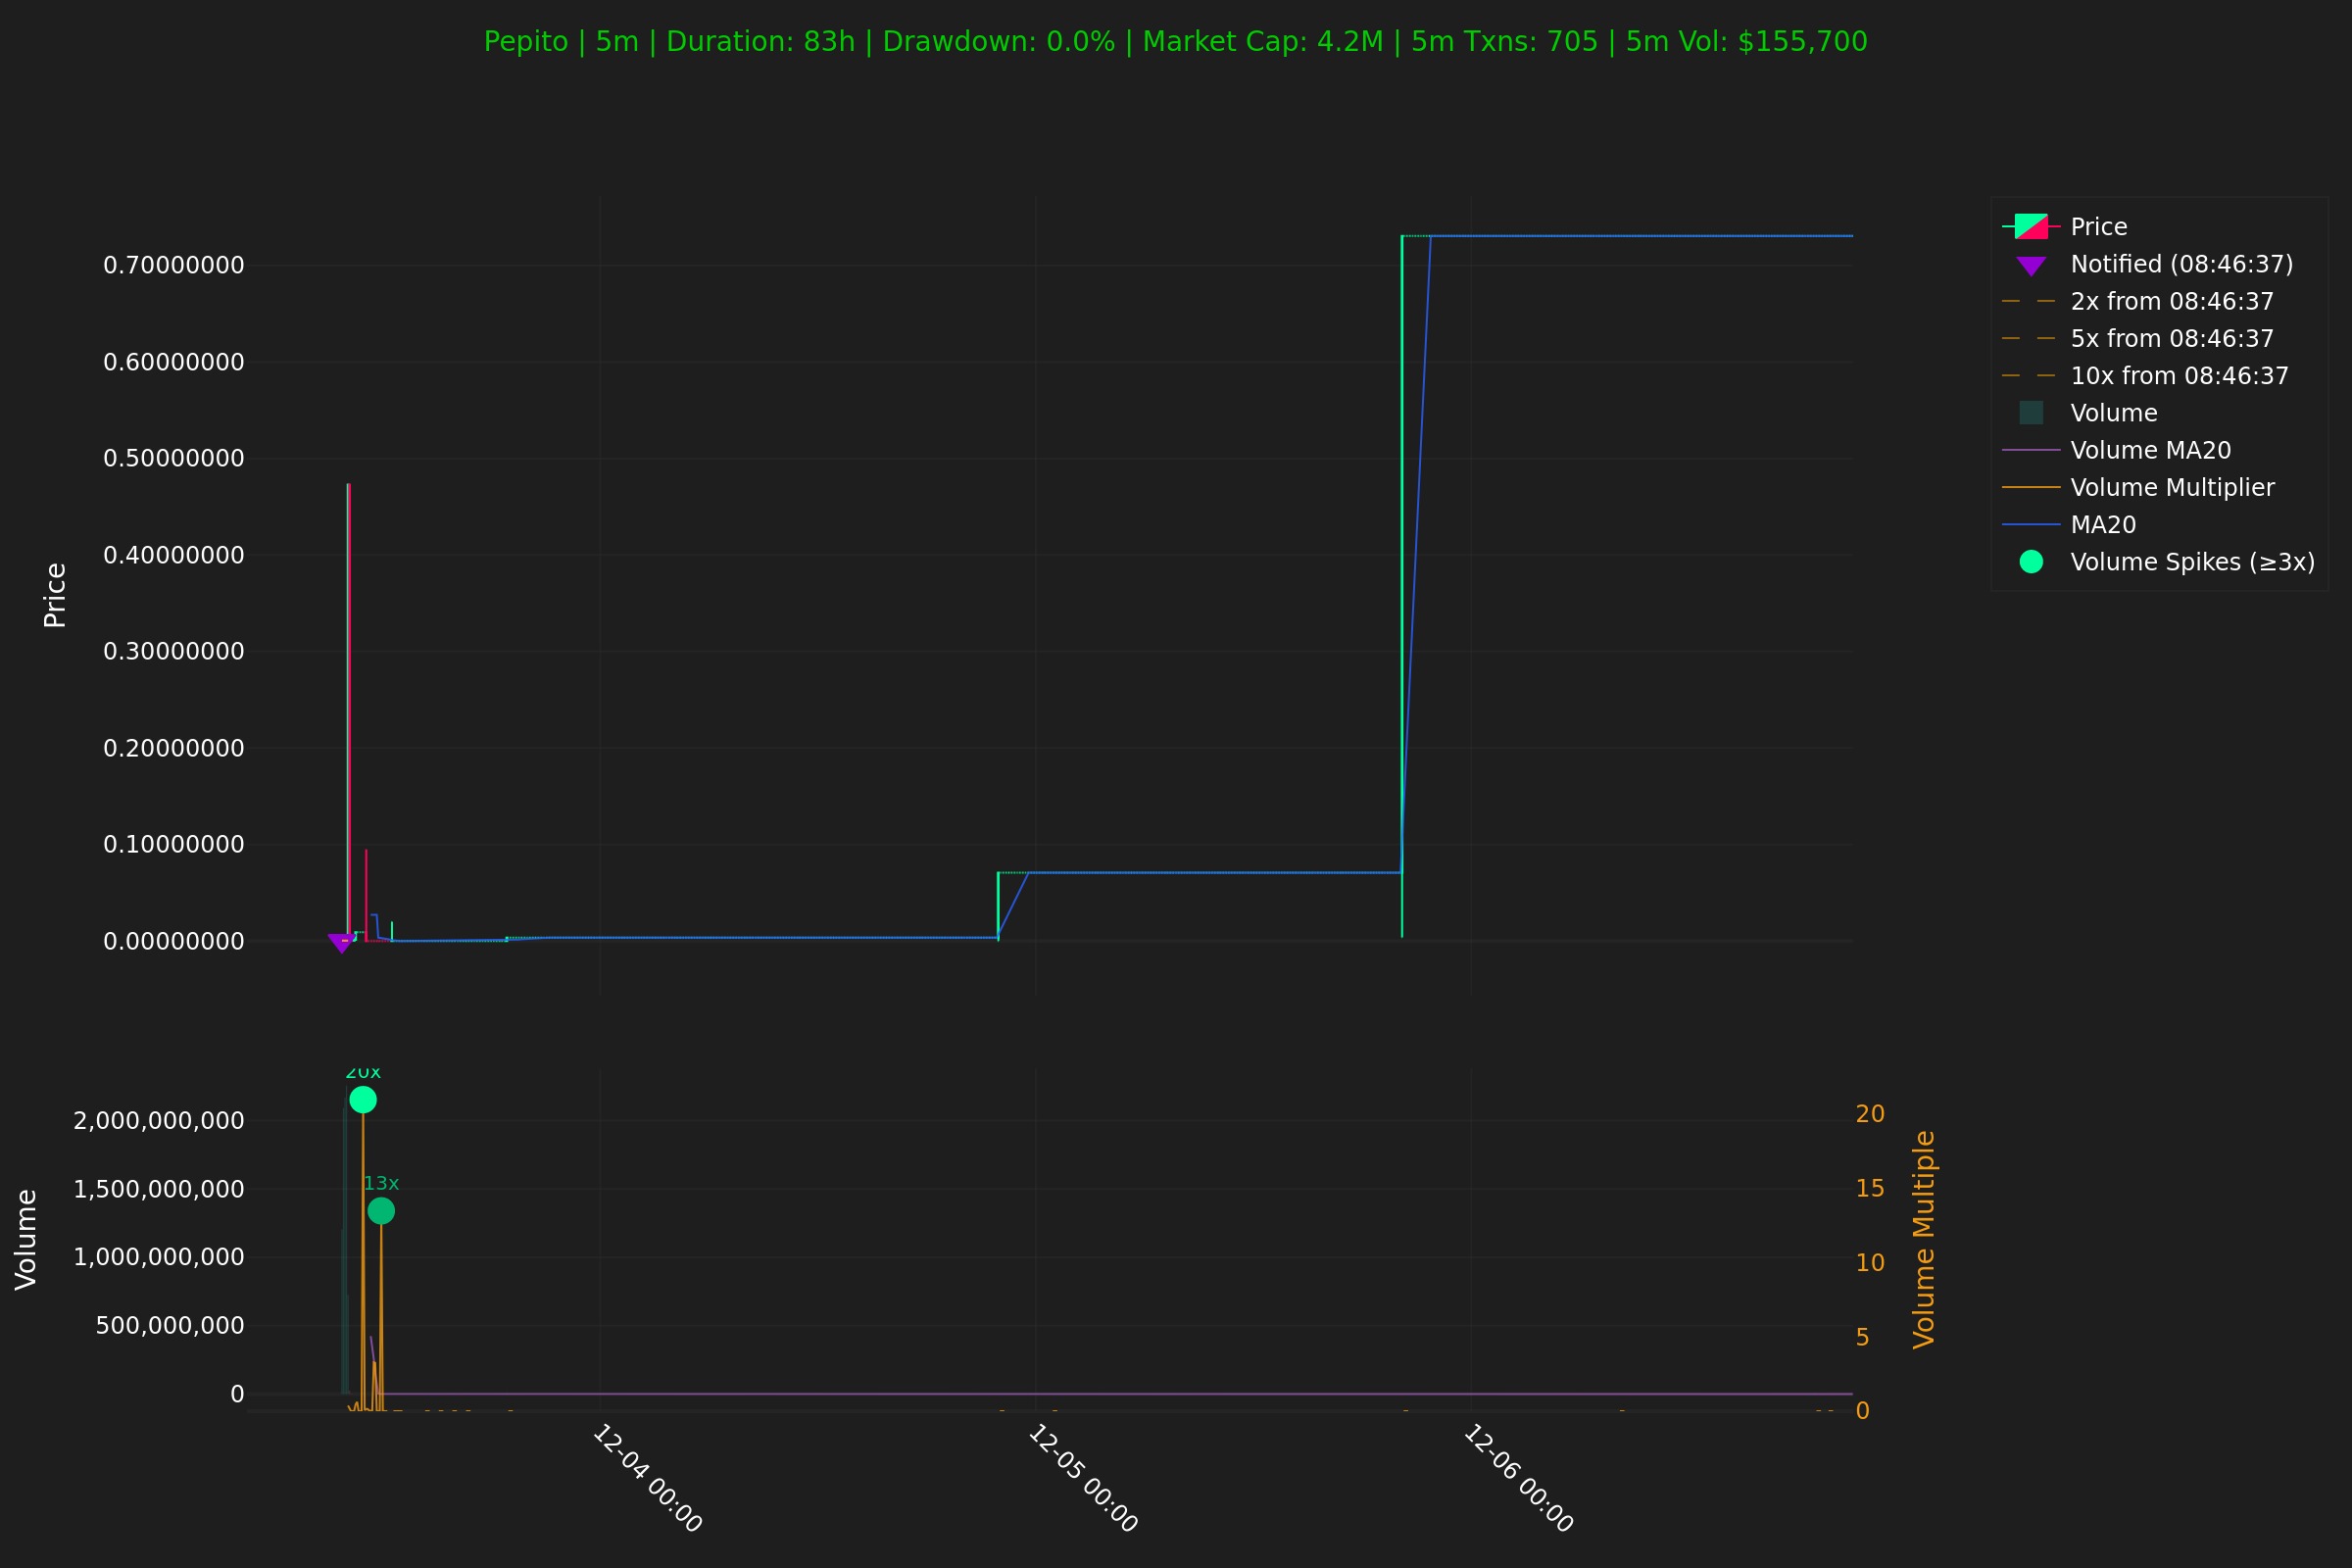 Pepito | 5m | Duration: 83h | Drawdown: 0.0% | Market Cap: 4.2M | 5m Txns: 705 | 5m Vol: $155,700
Price
0.70000000
0.60000000
0.50000000
0.40000000
0.30000000
0.20000000
0.10000000
0.00000000
Price
Notified (08:46:37)
2x from 08:46:37
5x from 08:46:37
10x from 08:46:37
Volume
Volume MA20
Volume Multiplier
MA20
Volume Spikes (≥3x)
Volume
2,000,000,000
1,500,000,000
1,000,000,000
500,000,000
0
20x
13x
20
15
10
5
0
Volume Multiple
12-04 00:00
12-05 00:00
12-06 00:00